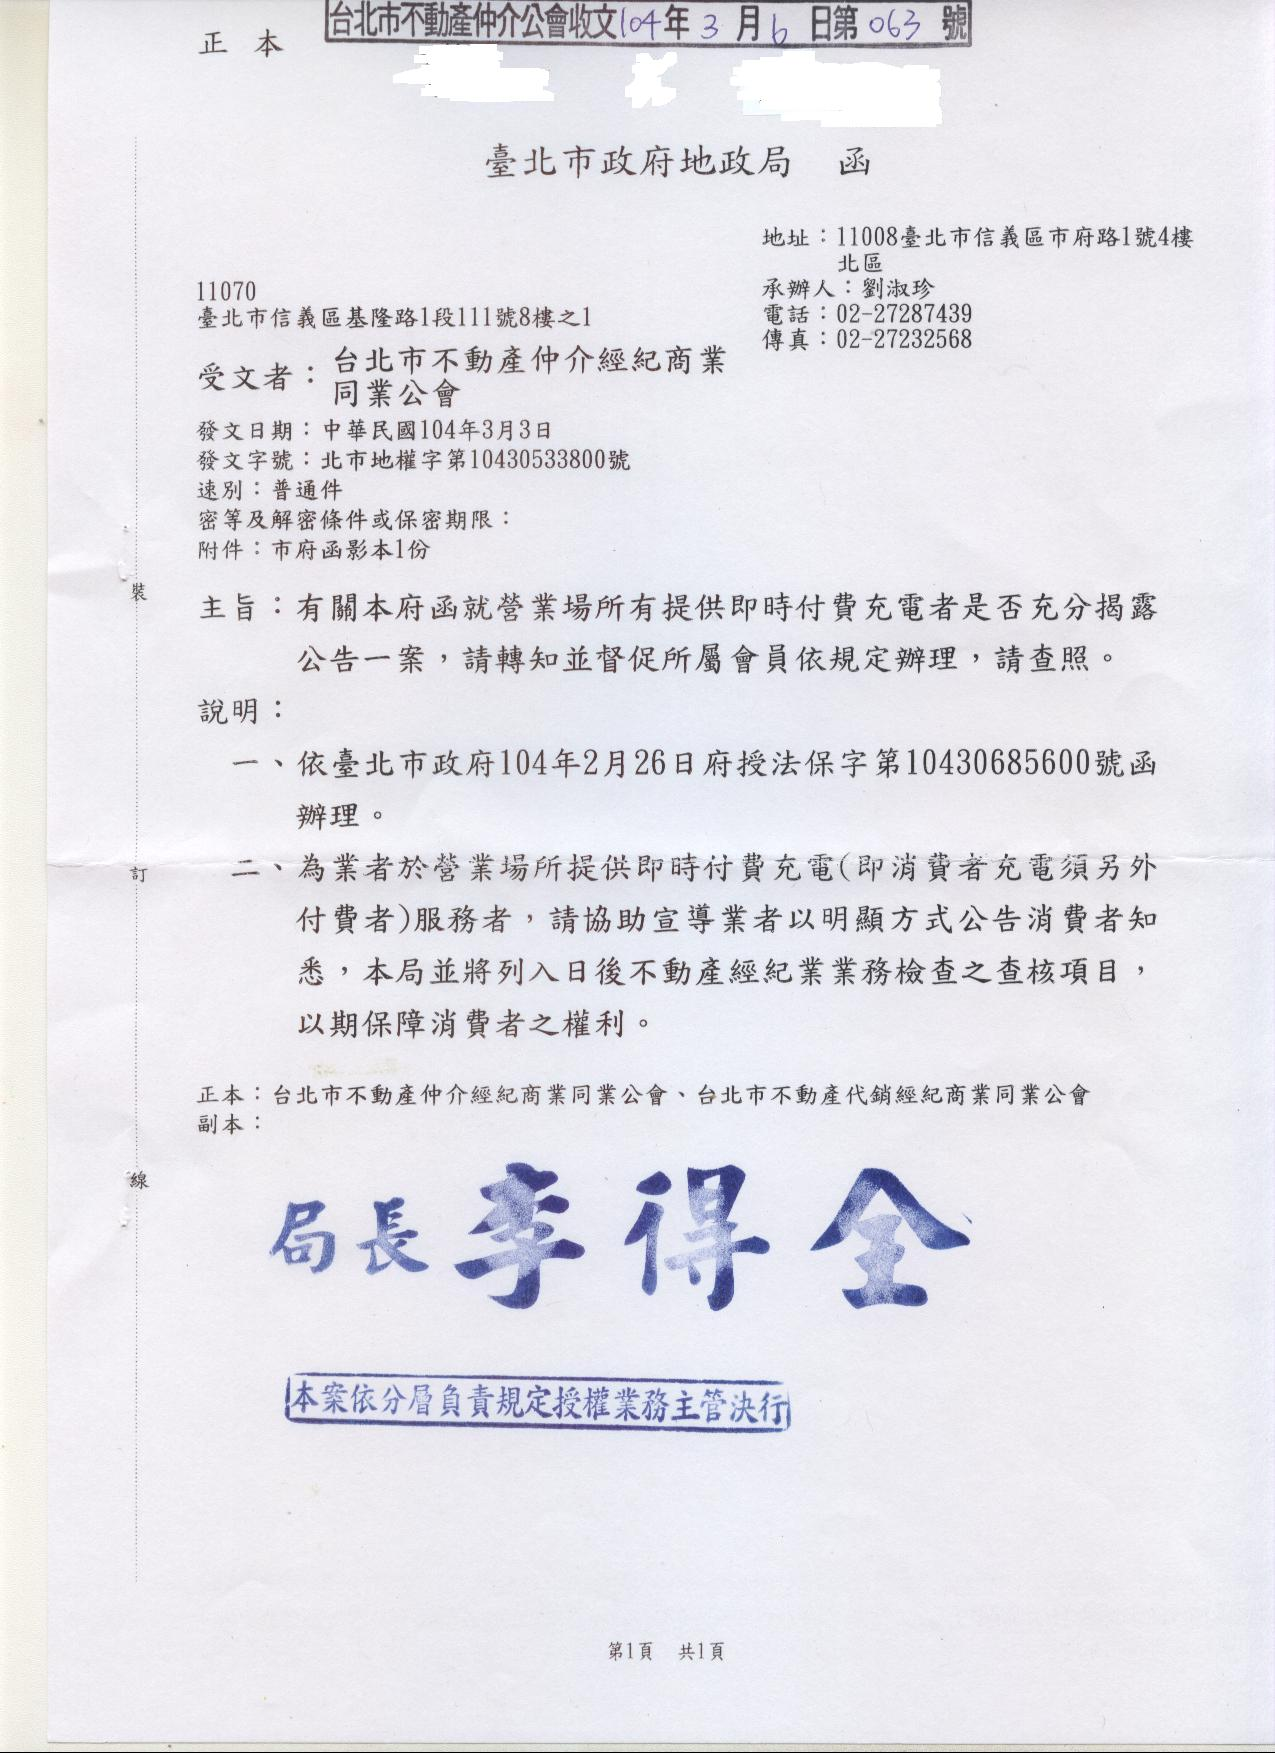 台北市不動產仲介公會收文104年3月6日第063號
正本
臺北市政府地政局 函
地址：11008臺北市信義區市府路1號4樓
北區
承辦人：劉淑珍
電話：02-27287439
傳真：02-27232568
11070
臺北市信義區基隆路1段111號8樓之1
受文者：台北市不動產仲介經紀商業
同業公會
發文日期：中華民國104年3月3日
發文字號：北市地權字第10430533800號
速別：普通件
密等及解密條件或保密期限：
附件：市府函影本1份
主旨：有關本府函就營業場所有提供即時付費充電者是否充分揭露
公告一案，請轉知並督促所屬會員依規定辦理，請查照。
說明：
一、依臺北市政府104年2月26日府授法保字第10430685600號函
辦理。
二、為業者於營業場所提供即時付費充電(即消費者充電須另外
付費者)服務者，請協助宣導業者以明顯方式公告消費者知
悉，本局並將列入日後不動產經紀業業務檢查之查核項目，
以期保障消費者之權利。
正本：台北市不動產仲介經紀商業同業公會、台北市不動產代銷經紀商業同業公會
副本：
裝
訂
線
局長李得全
本案依分層負責規定授權業務主管決行
第1頁 共1頁